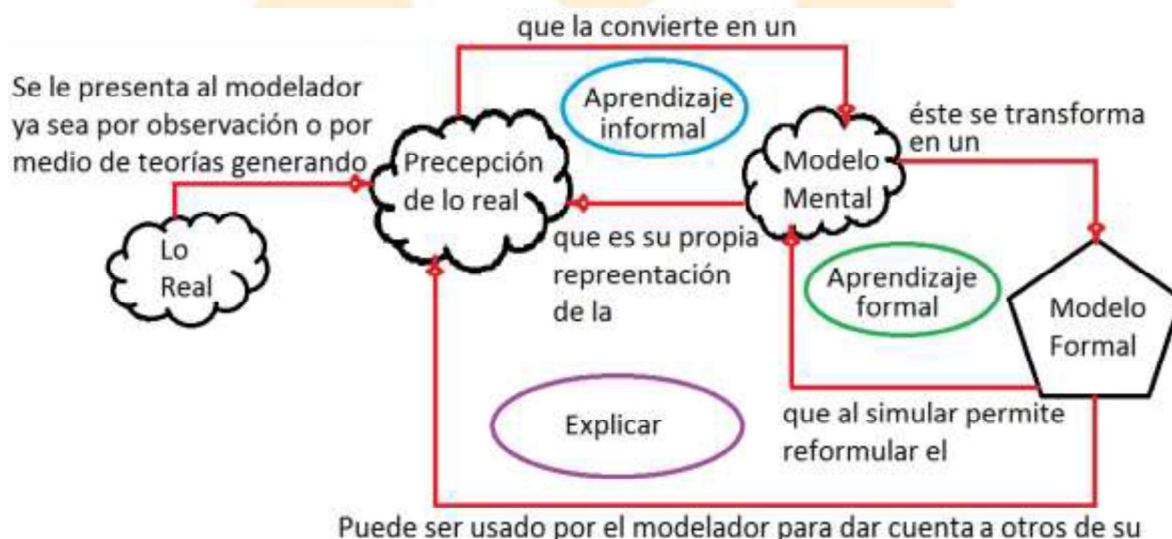 que la convierte en un
Se le presenta al modelador
ya sea por observación o por
medio de teorías generando
Aprendizaje
informal
éste se transforma
en un
Precepción
de lo real
Modelo
Mental
Lo
Real
que es su propia
repreentación
de la
Aprendizaje
formal
Modelo
Formal
Explicar
que al simular permite
reformular el
Puede ser usado por el modelador para dar cuenta a otros de su